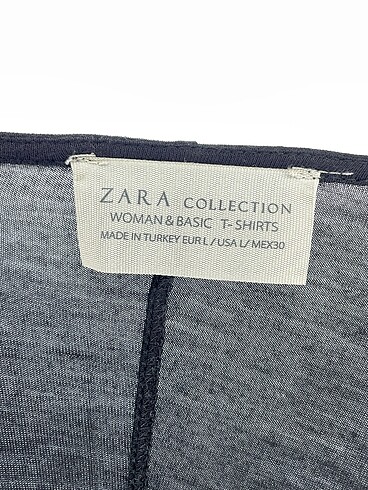 ZARA COLLECTION
WOMAN & BASIC T- SHIRTS
MADE IN TURKEY EUR L / USA L/ MEX30